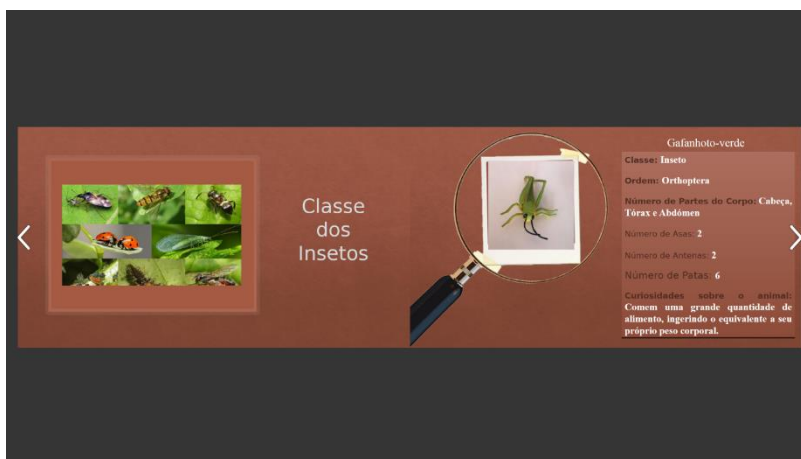 Classe
dos
Insetos
Gafanhoto-verde
Classe: Inseto
Ordem: Orthoptera
Número de Partes do Corpo: Cabeça,
Tórax e Abdómen
Número de Asas: 2
Número de Antenas: 2
Número de Patas: 6
Curiosidades sobre o animal:
Comem uma grande quantidade de
alimento, ingerindo o equivalente a seu
próprio peso corporal.